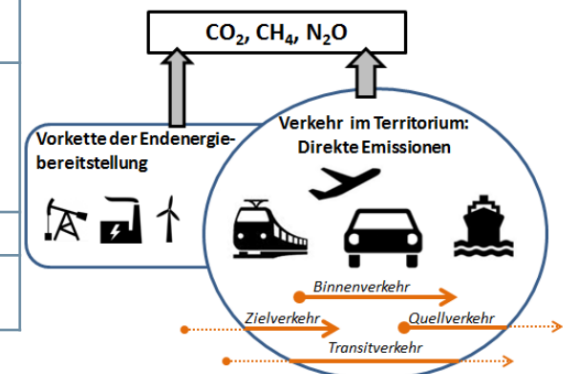 CO₂, CH₄, N₂O
Vorkette der Endenergie-
bereitstellung
Verkehr im Territorium:
Direkte Emissionen
Binnenverkehr
Zielverkehr
Quellverkehr
Transitverkehr